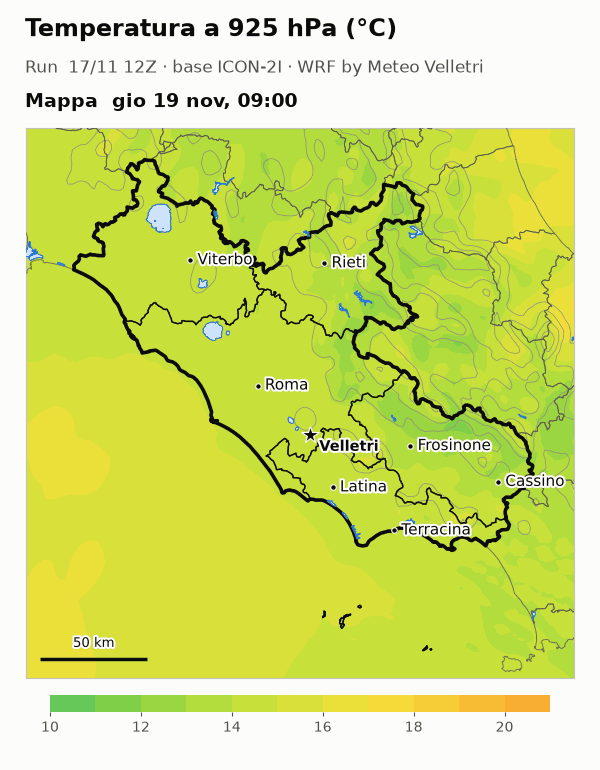 Temperatura a 925 hPa (°C)
Run  17/11 12Z · base ICON-2I · WRF by Meteo Velletri
Mappa  gio 19 nov, 09:00
Viterbo
Rieti
Roma
Velletri
Frosinone
Latina
Cassino
Terracina
50 km
10 12 14 16 18 20